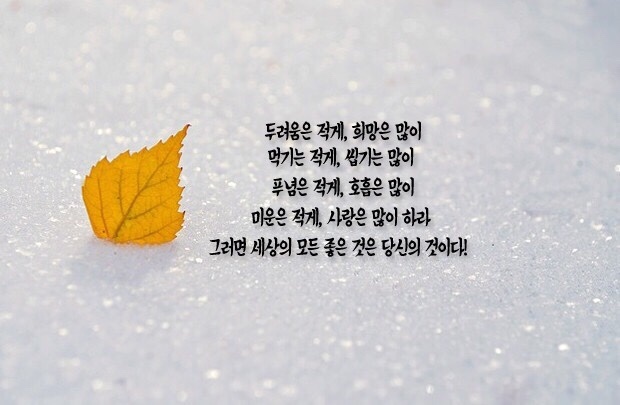 두려움은 적게, 희망은 많이
먹기는 적게, 씹기는 많이
푸념은 적게, 호흡은 많이
미운은 적게, 사랑은 많이 하라
그러면 세상의 모든 좋은 것은 당신의 것이다!